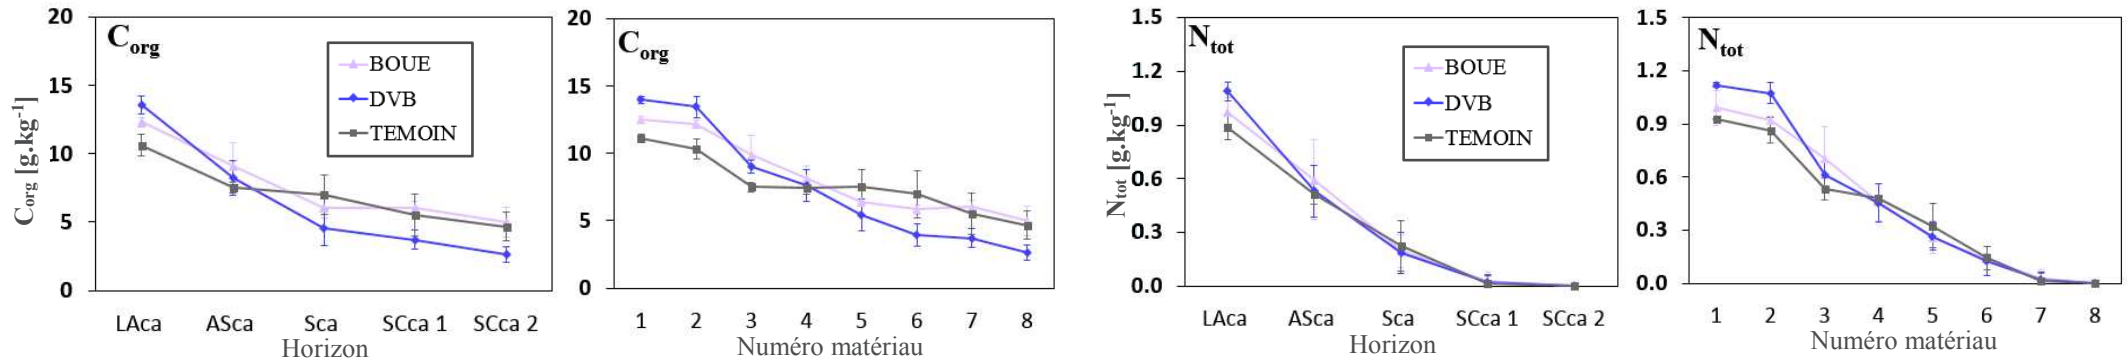 C_org
20
15
10
5
0
C_org [g.kg⁻¹]
BOUE
DVB
TEMOIN
LAca ASca Sca SCca 1 SCca 2
Horizon
C_org
20
15
10
5
0
1 2 3 4 5 6 7 8
Numéro matériau
N_tot
1.5
1.2
0.9
0.6
0.3
0.0
N_tot [g.kg⁻¹]
BOUE
DVB
TEMOIN
LAca ASca Sca SCca 1 SCca 2
Horizon
N_tot
1.5
1.2
0.9
0.6
0.3
0.0
1 2 3 4 5 6 7 8
Numéro matériau